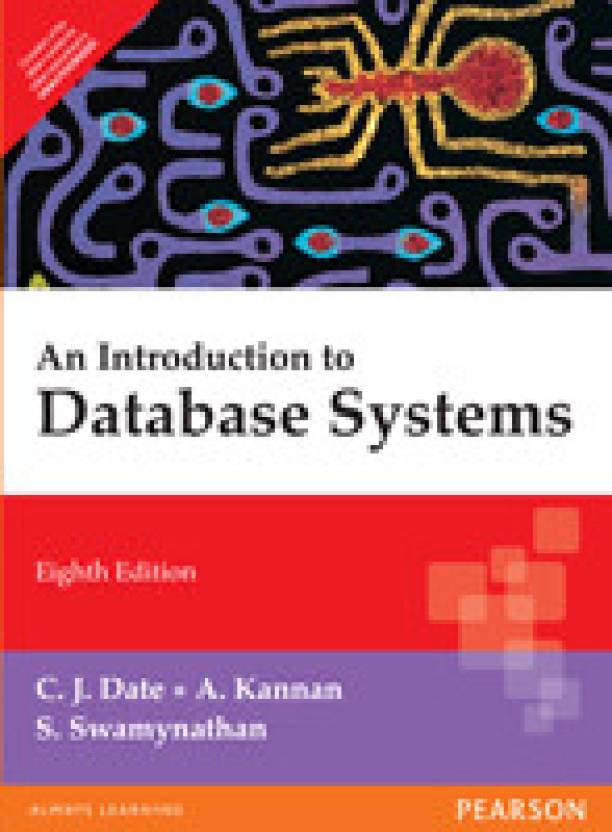 An Introduction to
Database Systems
Eighth Edition
C. J. Date • A. Kannan
S. Swamynathan
ALWAYS LEARNING
PEARSON